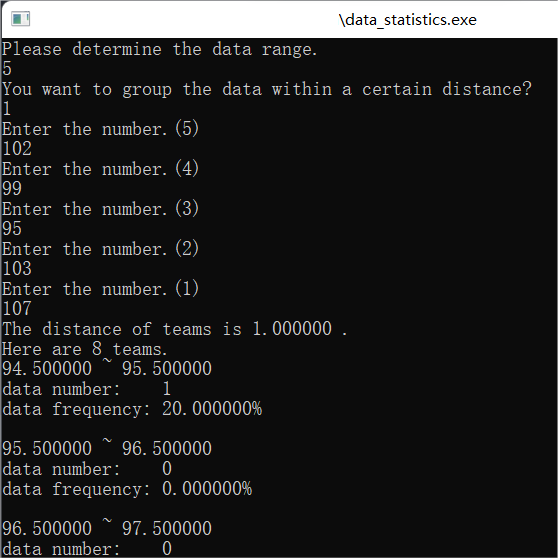 \data_statistics.exe
Please determine the data range.
5
You want to group the data within a certain distance?
1
Enter the number.(5)
102
Enter the number.(4)
99
Enter the number.(3)
95
Enter the number.(2)
103
Enter the number.(1)
107
The distance of teams is 1.000000 .
Here are 8 teams.
94.500000 ~ 95.500000
data number:    1
data frequency: 20.000000%
95.500000 ~ 96.500000
data number:    0
data frequency: 0.000000%
96.500000 ~ 97.500000
data number:    0